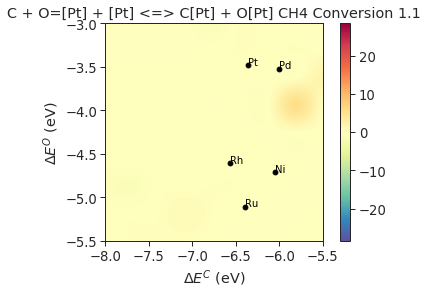 C + O=[Pt] + [Pt] <=> C[Pt] + O[Pt] CH4 Conversion 1.1
−3.0
−3.5
−4.0
−4.5
−5.0
−5.5
ΔE^O (eV)
Pt
Pd
Rh
Ni
Ru
−8.0 −7.5 −7.0 −6.5 −6.0 −5.5
ΔE^C (eV)
20
10
0
−10
−20